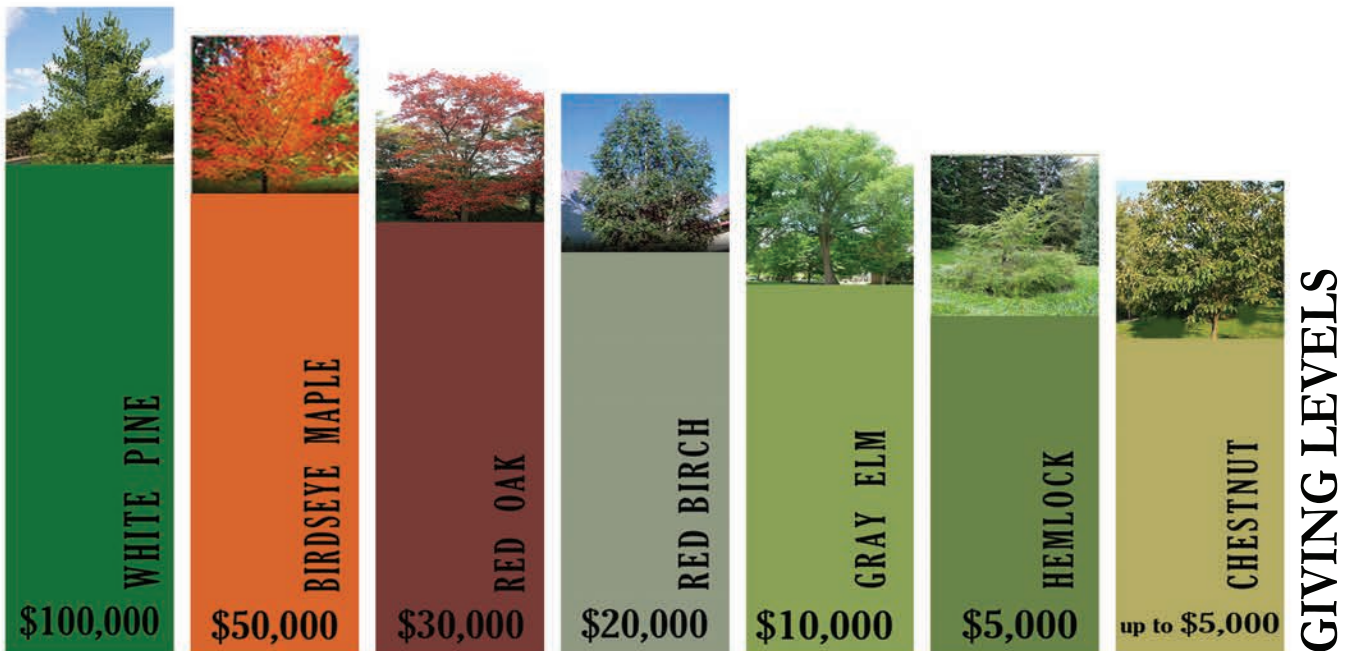 WHITE PINE
$100,000
BIRDSEYE MAPLE
$50,000
RED OAK
$30,000
RED BIRCH
$20,000
GRAY ELM
$10,000
HEMLOCK
$5,000
CHESTNUT
up to $5,000
GIVING LEVELS